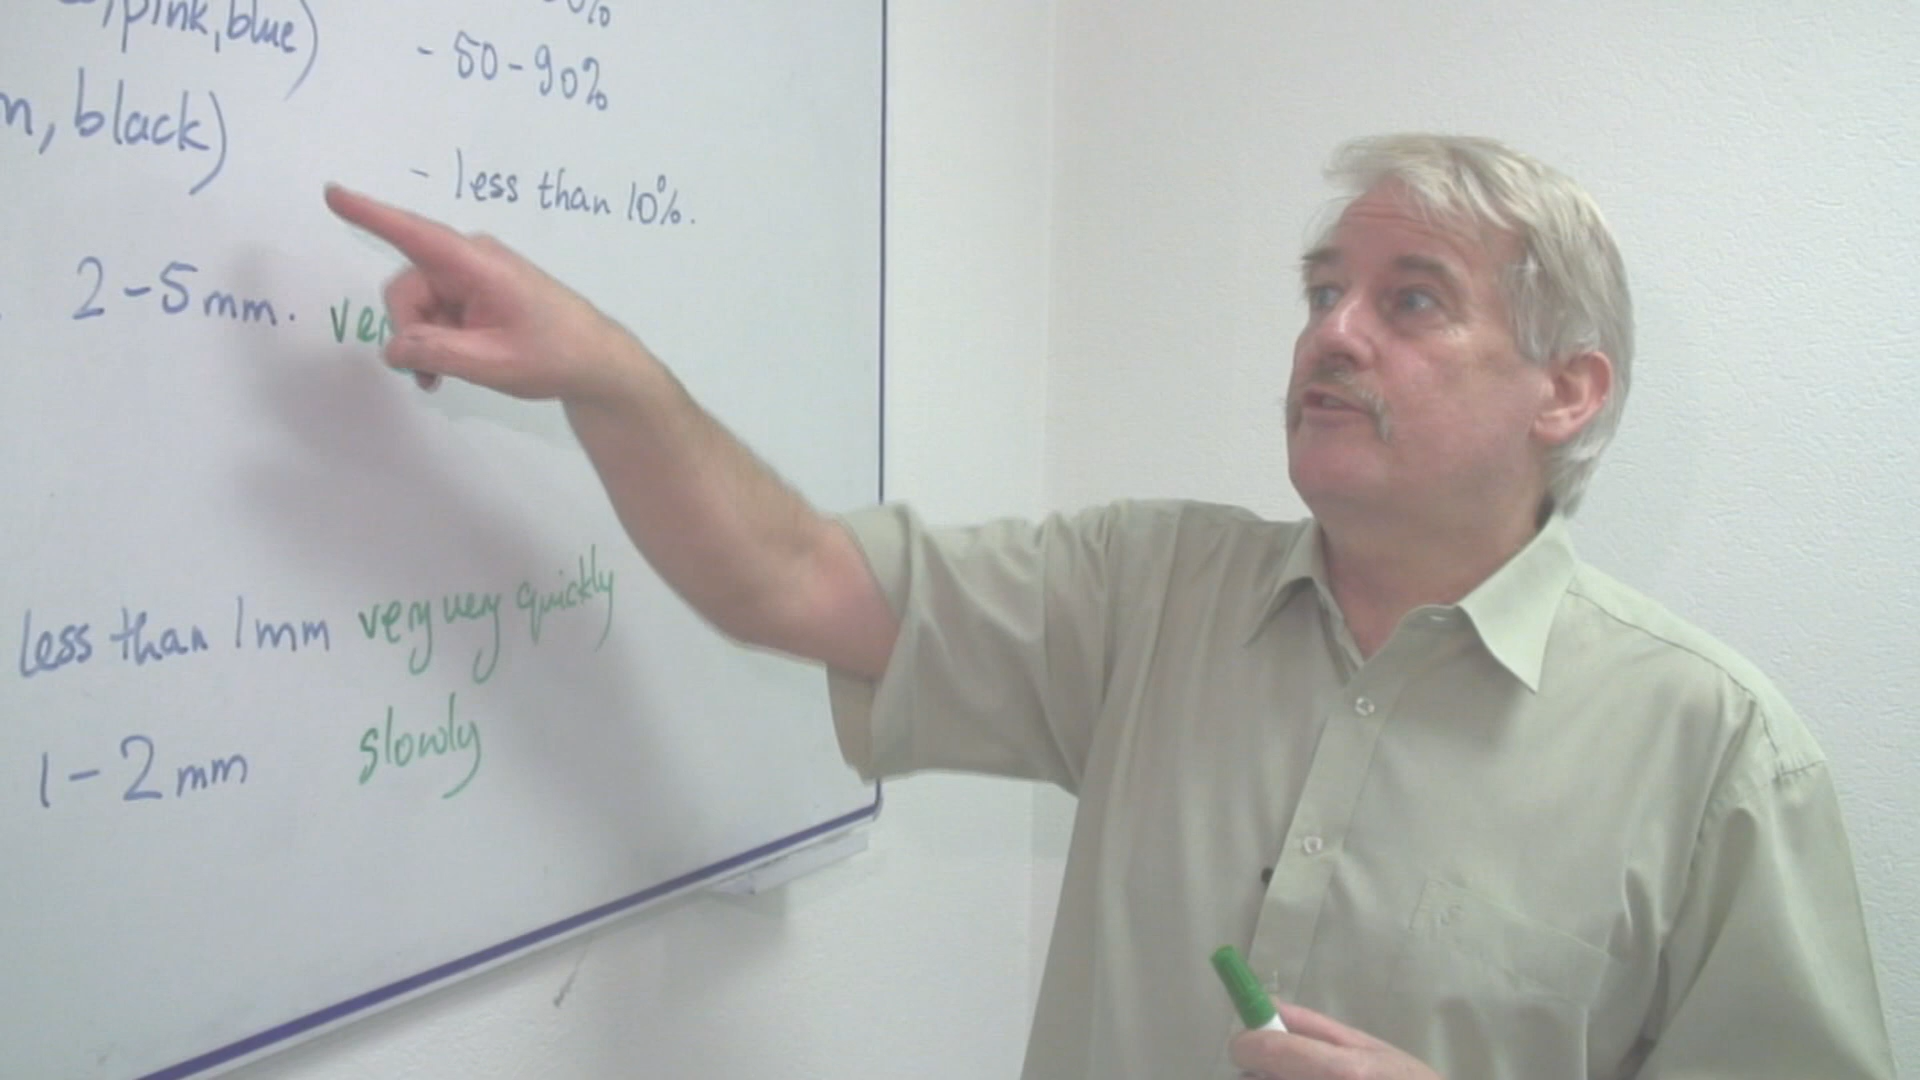 pink, blue)
- 50-90%
, black)
- less than 10%.
2-5mm.
less than 1mm very very quickly
1-2mm slowly